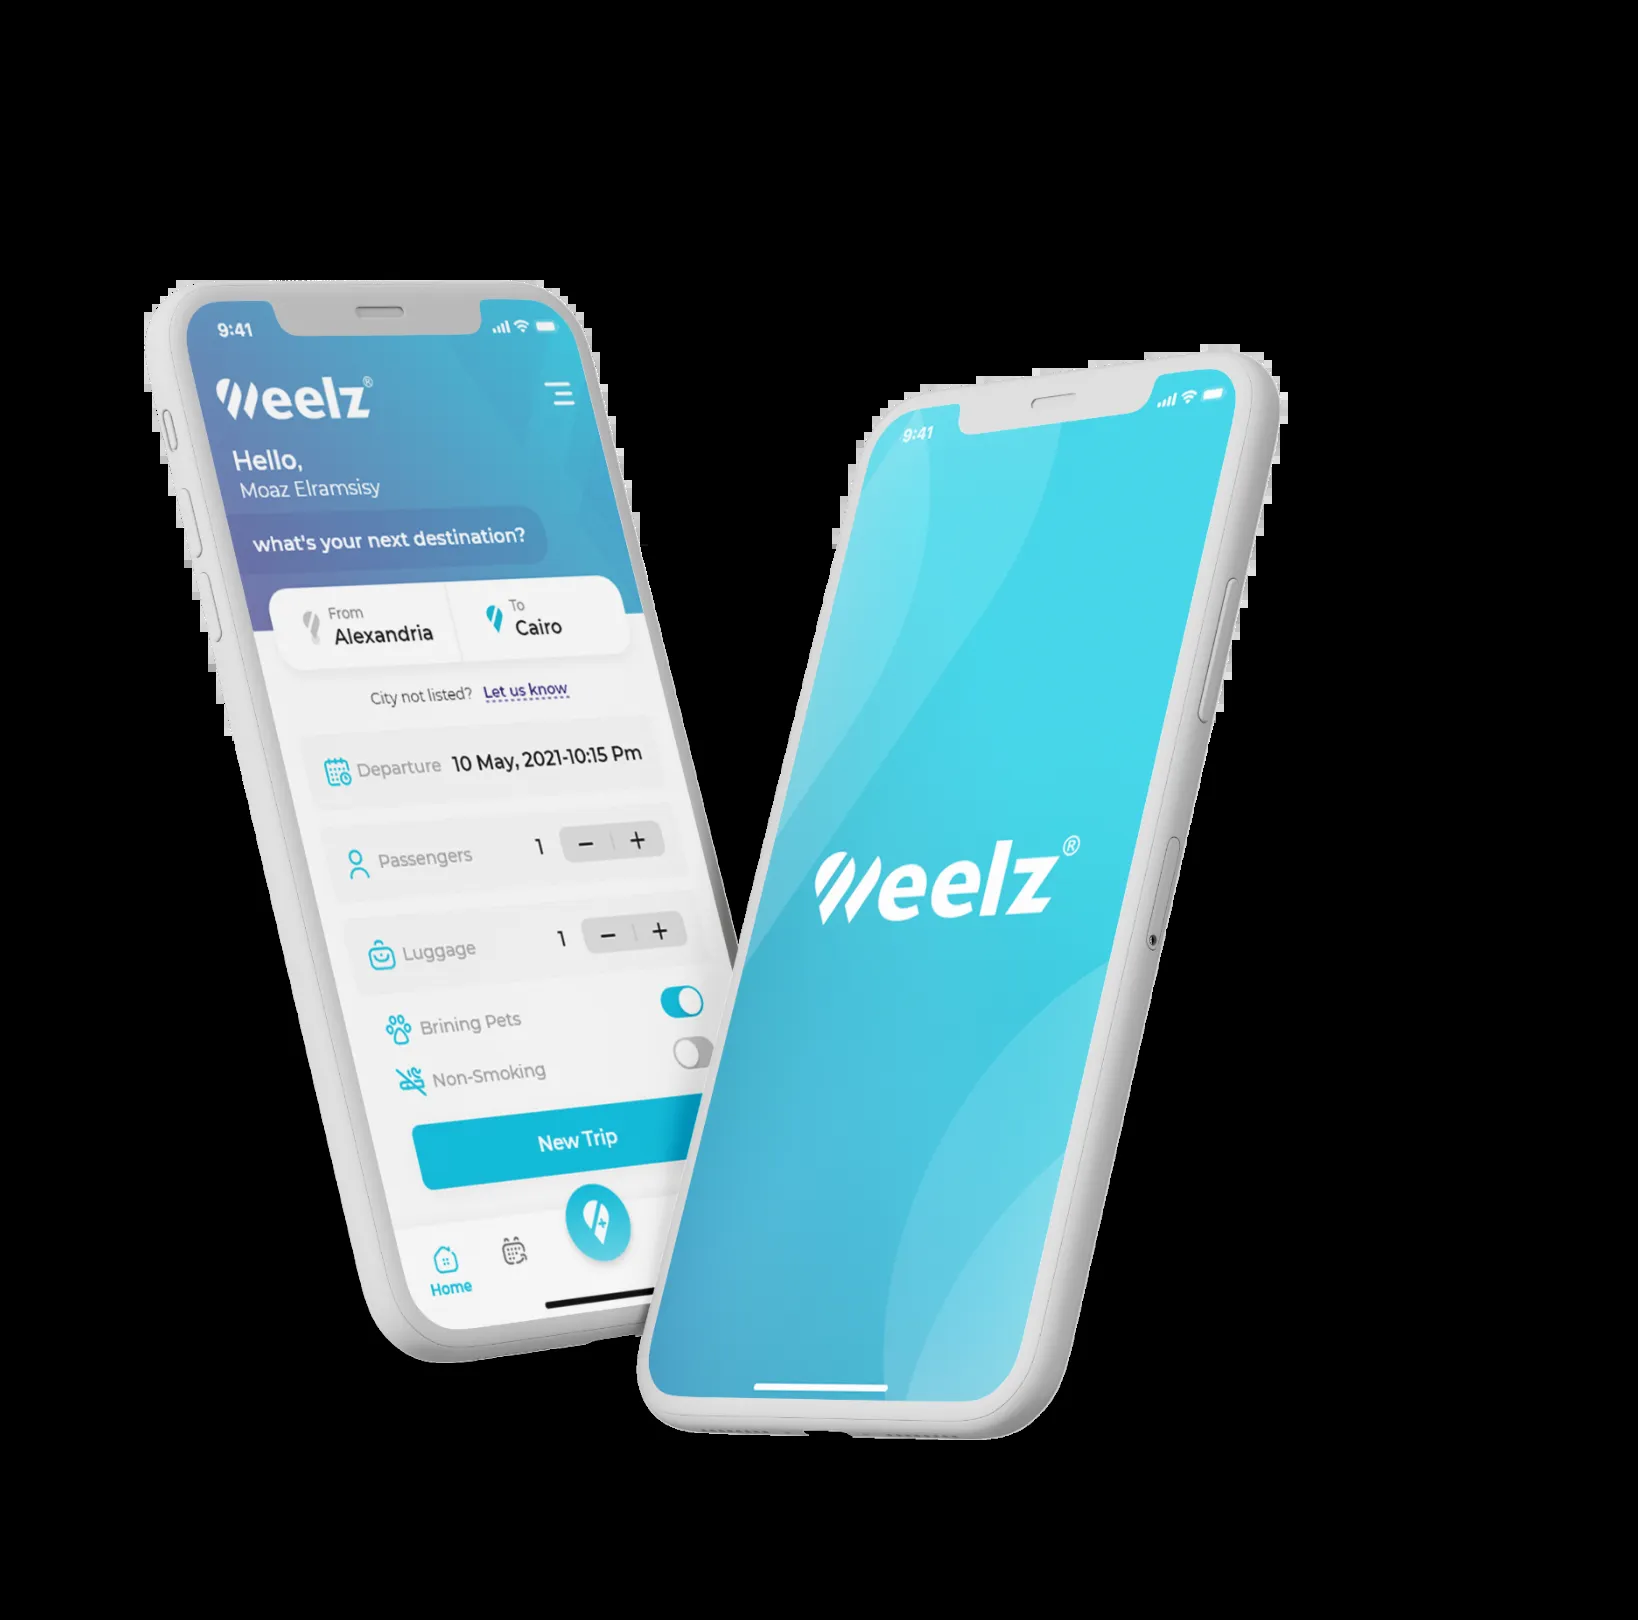 9:41
Weelz®
Hello,
Moaz Elramsisy
what's your next destination?
From
Alexandria
To
Cairo
City not listed? Let us know
Departure 10 May, 2021-10:15 Pm
Passengers 1 − +
Luggage 1 − +
Brining Pets
Non-Smoking
New Trip
Home
9:41
Weelz®